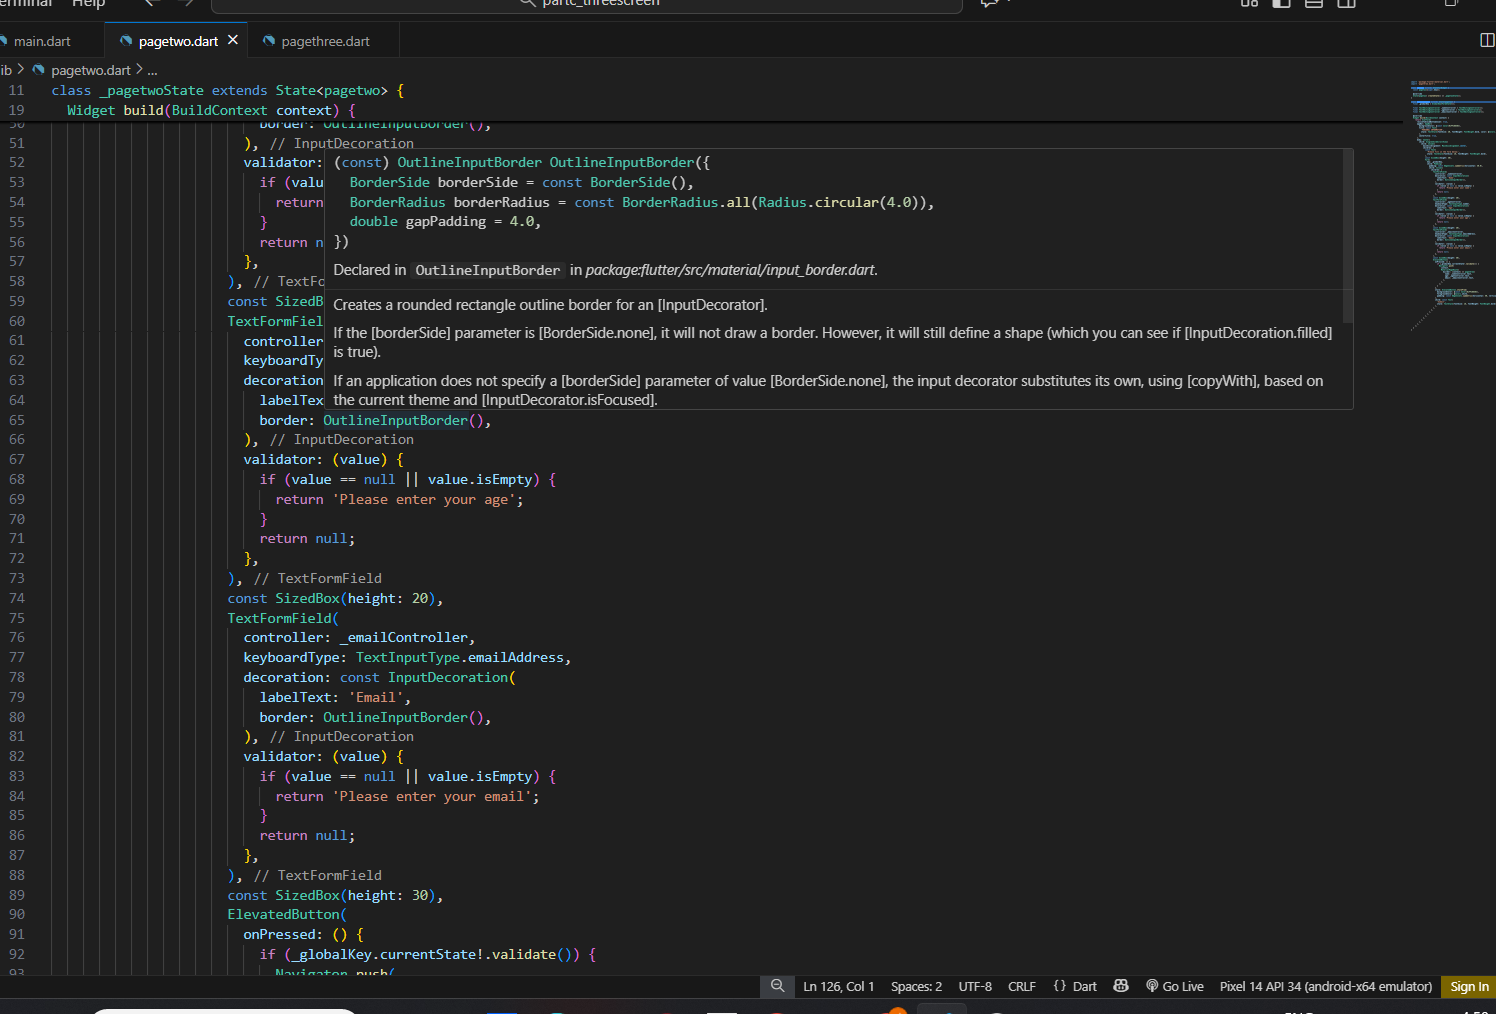 Terminal Help
partc_threescreen
main.dart
pagetwo.dart
pagethree.dart
lib > pagetwo.dart > ...
11 class _pagetwoState extends State<pagetwo> {
19 Widget build(BuildContext context) {
50 border: OutlineInputBorder(),
51 ), // InputDecoration
52 validator:
53 if (valu
54 return
55 }
56 return n
57 },
58 ), // TextFo
59 const SizedB
60 TextFormFiel
61 controller
62 keyboardTy
63 decoration
64 labelTex
(const) OutlineInputBorder OutlineInputBorder({
BorderSide borderSide = const BorderSide(),
BorderRadius borderRadius = const BorderRadius.all(Radius.circular(4.0)),
double gapPadding = 4.0,
})
Declared in OutlineInputBorder in package:flutter/src/material/input_border.dart.
Creates a rounded rectangle outline border for an [InputDecorator].
If the [borderSide] parameter is [BorderSide.none], it will not draw a border. However, it will still define a shape (which you can see if [InputDecoration.filled]
is true).
If an application does not specify a [borderSide] parameter of value [BorderSide.none], the input decorator substitutes its own, using [copyWith], based on
the current theme and [InputDecorator.isFocused].
65 border: OutlineInputBorder(),
66 ), // InputDecoration
67 validator: (value) {
68 if (value == null || value.isEmpty) {
69 return 'Please enter your age';
70 }
71 return null;
72 },
73 ), // TextFormField
74 const SizedBox(height: 20),
75 TextFormField(
76 controller: _emailController,
77 keyboardType: TextInputType.emailAddress,
78 decoration: const InputDecoration(
79 labelText: 'Email',
80 border: OutlineInputBorder(),
81 ), // InputDecoration
82 validator: (value) {
83 if (value == null || value.isEmpty) {
84 return 'Please enter your email';
85 }
86 return null;
87 },
88 ), // TextFormField
89 const SizedBox(height: 30),
90 ElevatedButton(
91 onPressed: () {
92 if (_globalKey.currentState!.validate()) {
93 Navigator.push(
Ln 126, Col 1 Spaces: 2 UTF-8 CRLF {} Dart Go Live Pixel 14 API 34 (android-x64 emulator) Sign In